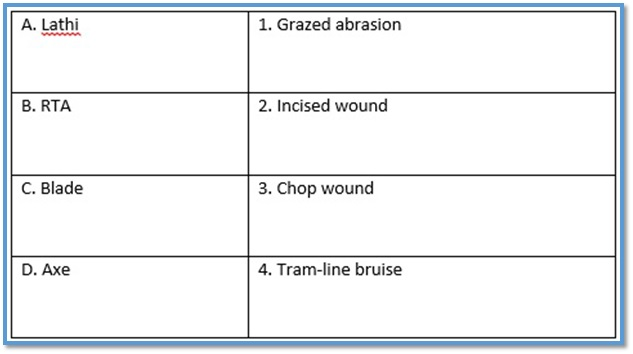 A. Lathi 1. Grazed abrasion
B. RTA 2. Incised wound
C. Blade 3. Chop wound
D. Axe 4. Tram-line bruise